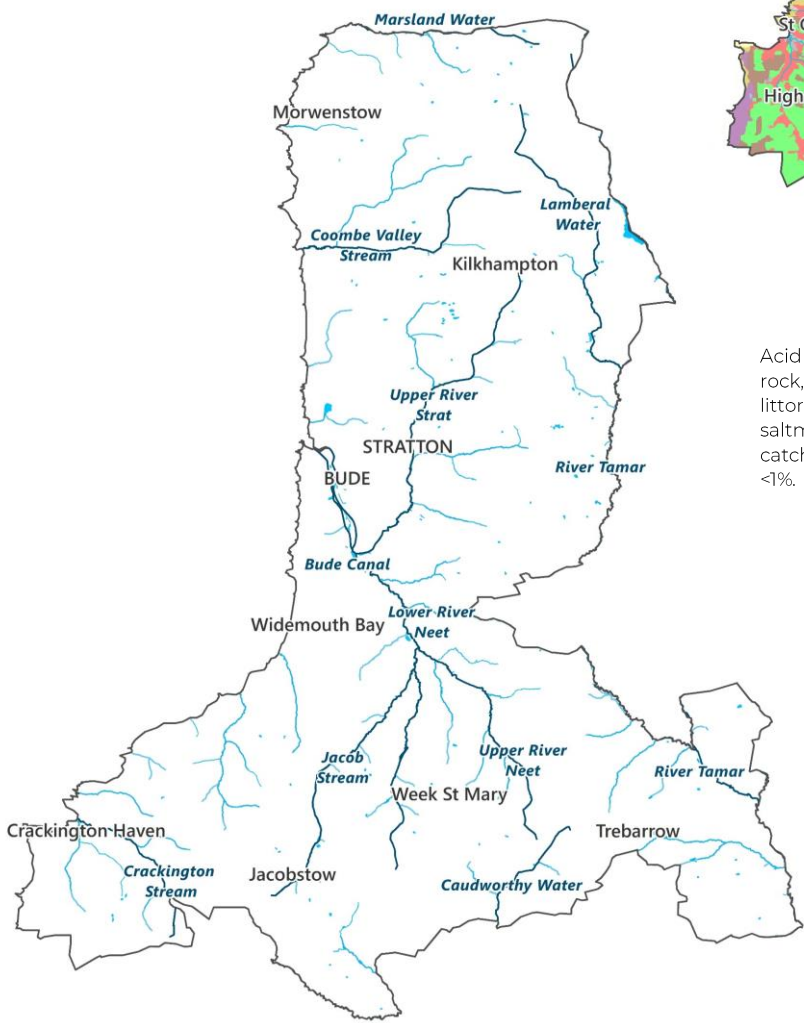 Marsland Water
St
High
Morwenstow
Lamberal
Water
Coombe Valley
Stream
Kilkhampton
Acid
rock,
littor
saltm
catch
<1%.
Upper River
Strat
STRATTON
River Tamar
BUDE
Bude Canal
Lower River
Neet
Widemouth Bay
Jacob
Stream
Upper River
Neet
River Tamar
Week St Mary
Crackington Haven
Trebarrow
Crackington
Stream
Jacobstow
Caudworthy Water